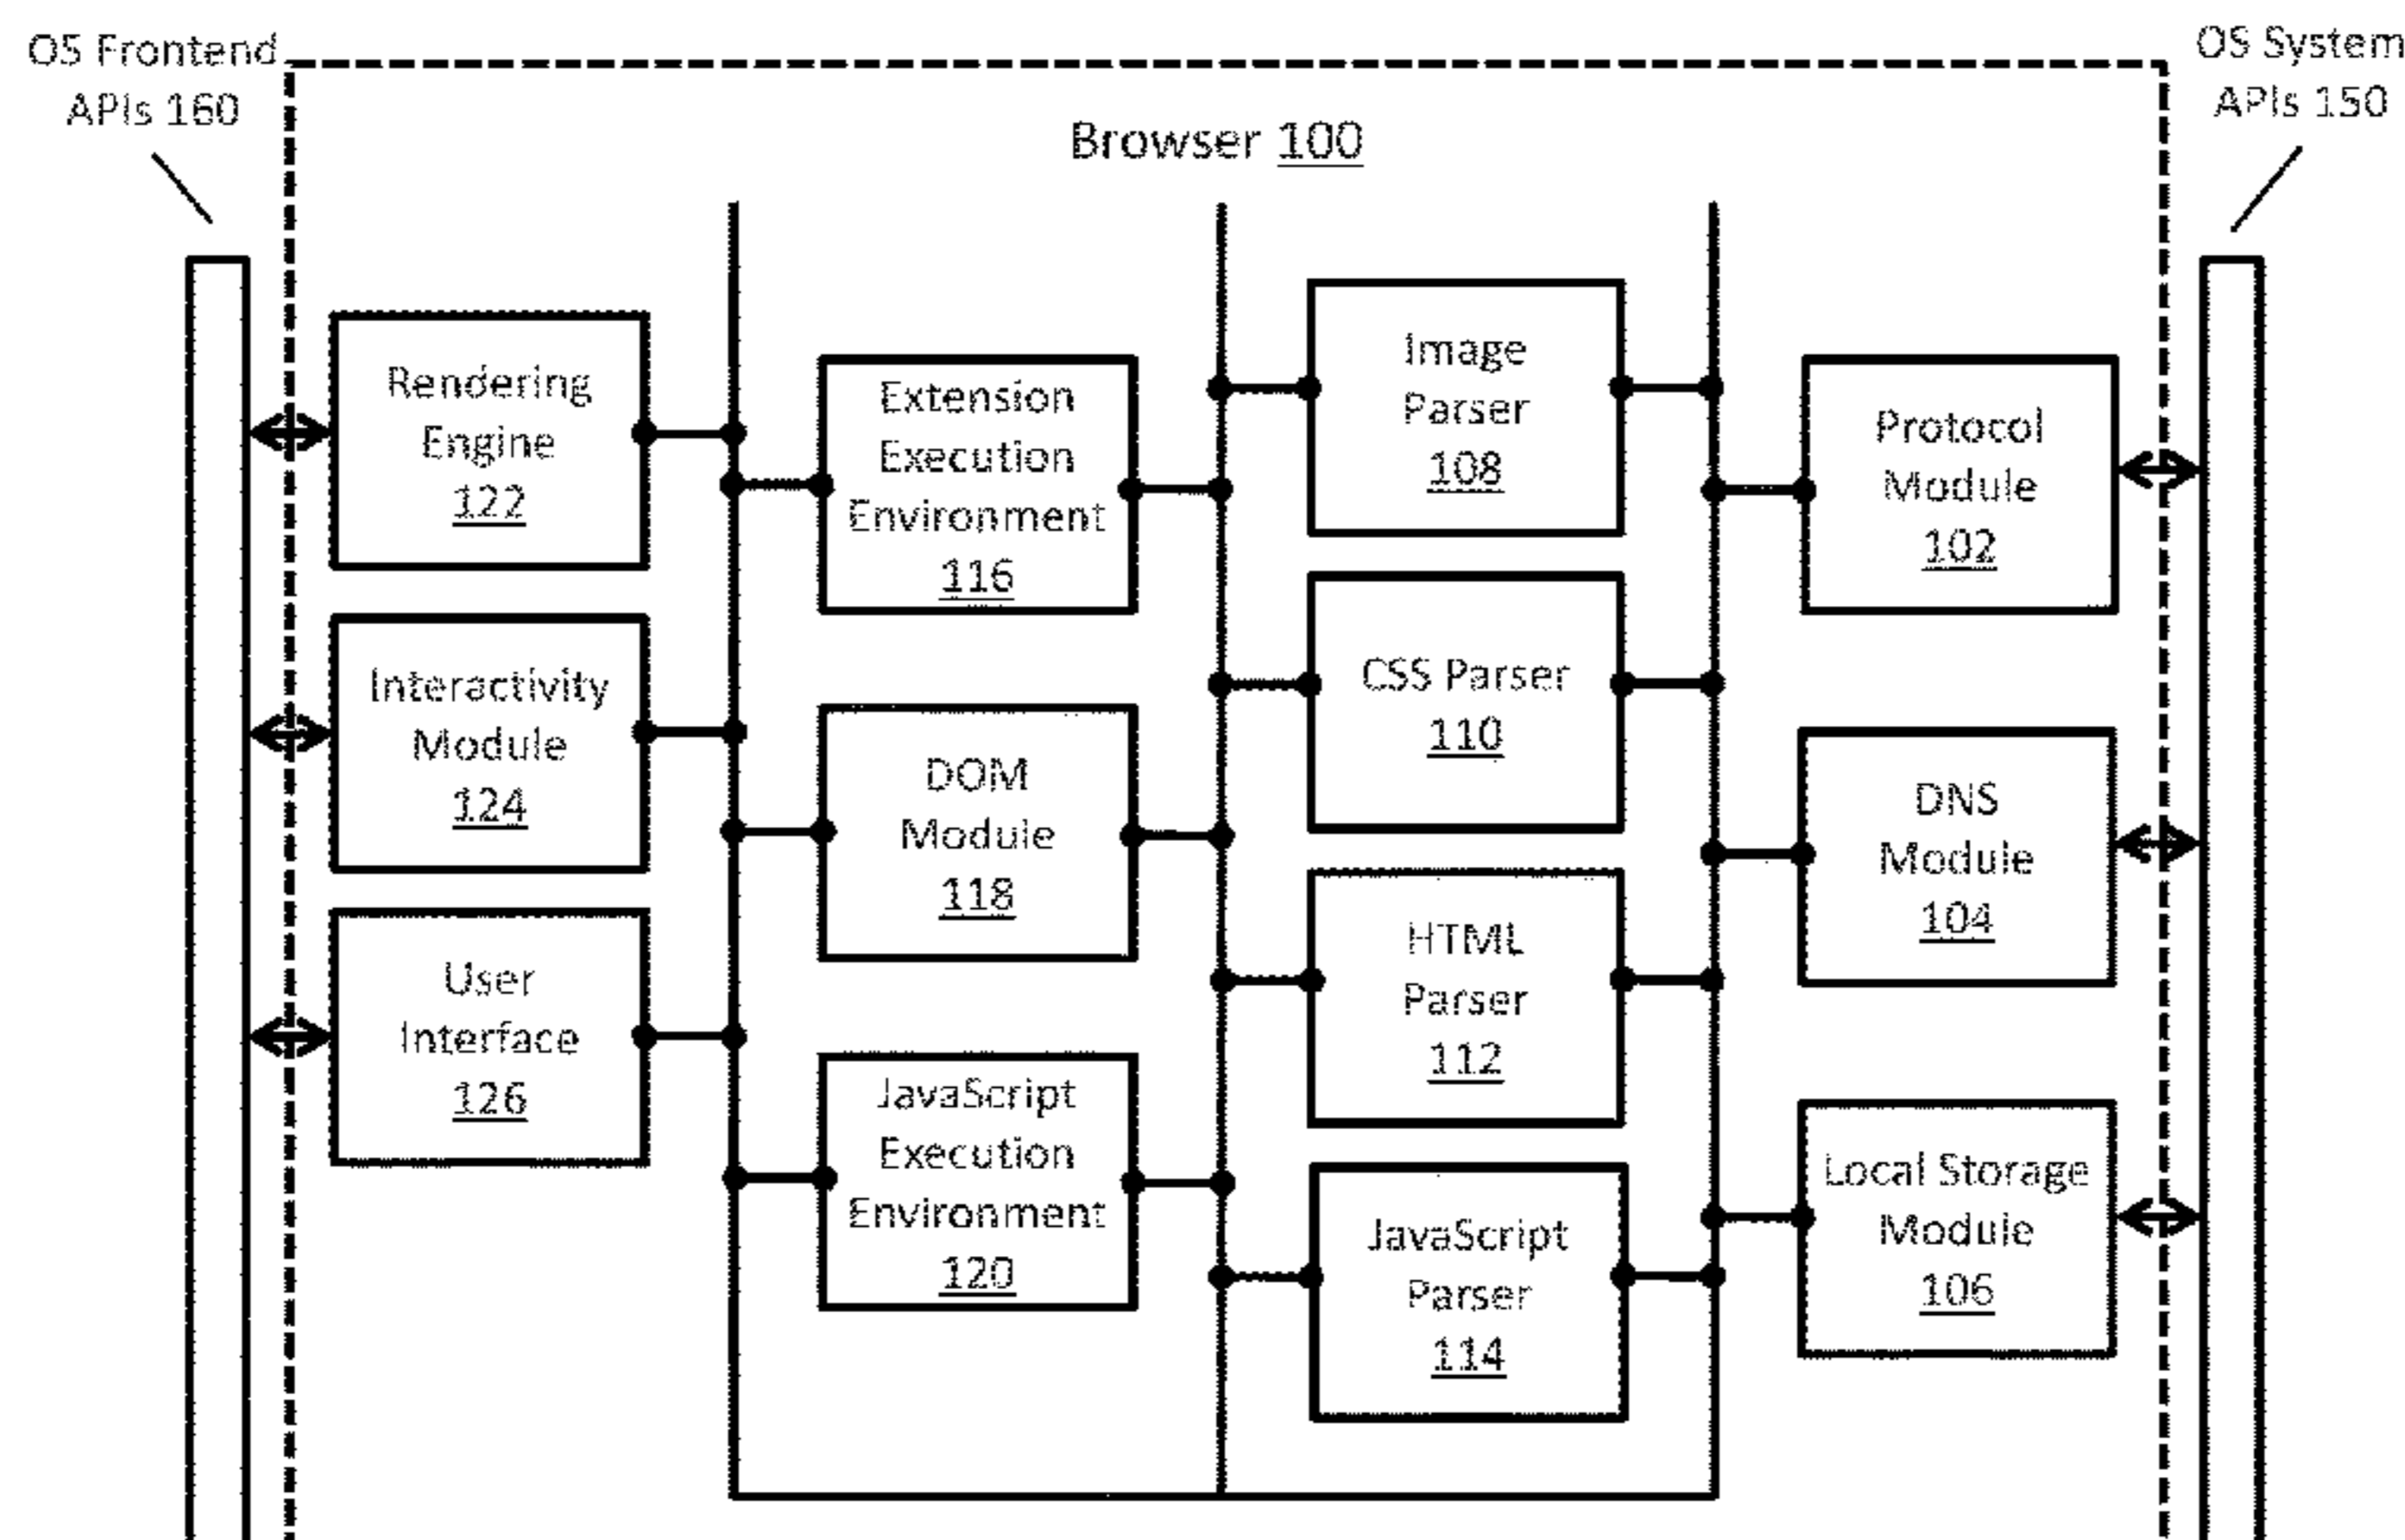 OS Frontend
APIs 160
OS System
APIs 150
Browser 100
Rendering
Engine
122
Interactivity
Module
124
User
Interface
126
Extension
Execution
Environment
116
DOM
Module
118
JavaScript
Execution
Environment
120
Image
Parser
108
CSS Parser
110
HTML
Parser
112
JavaScript
Parser
114
Protocol
Module
102
DNS
Module
104
Local Storage
Module
106